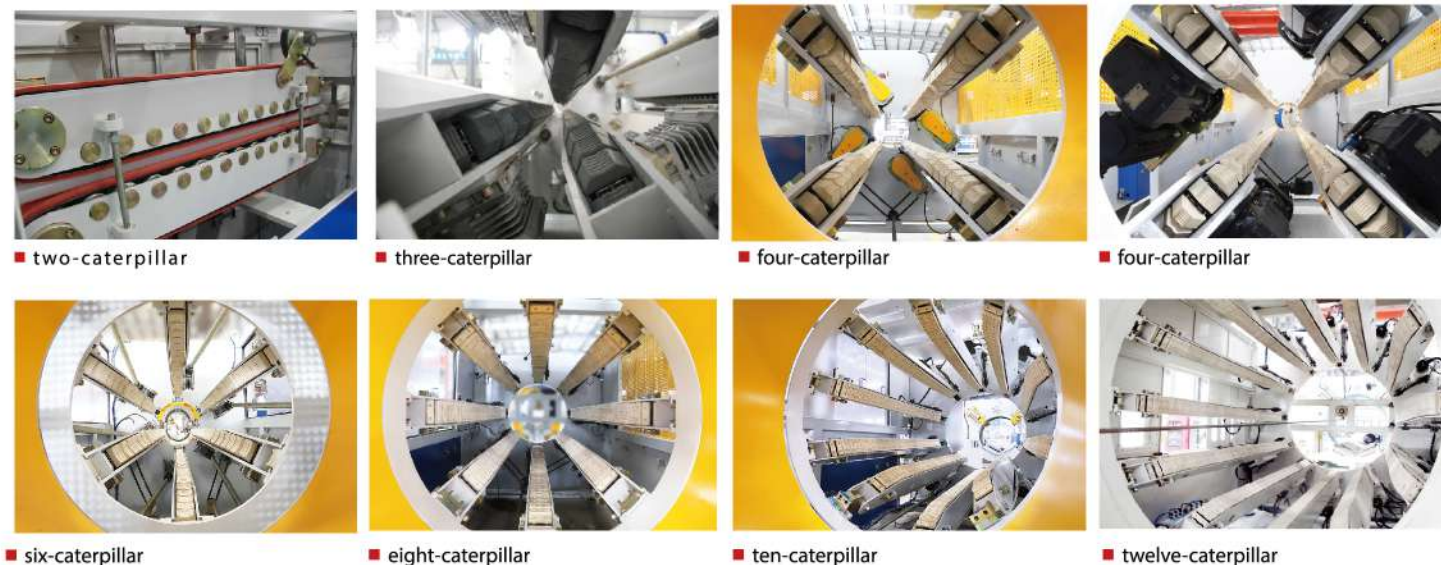 two-caterpillar
three-caterpillar
four-caterpillar
four-caterpillar
six-caterpillar
eight-caterpillar
ten-caterpillar
twelve-caterpillar